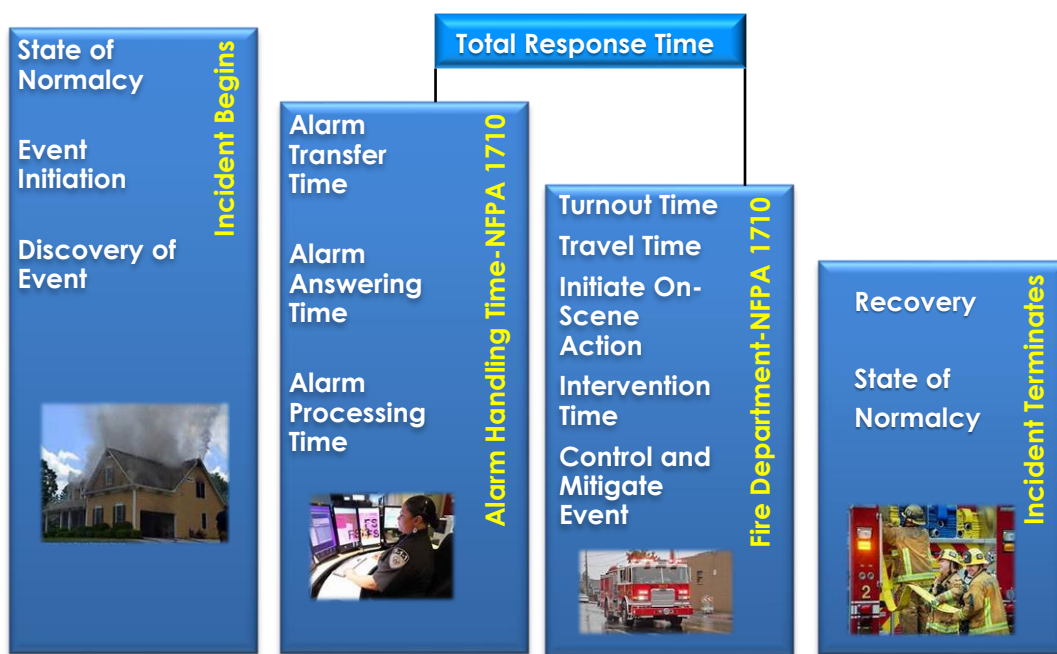 Total Response Time
State of
Normalcy
Event
Initiation
Discovery of
Event
Incident Begins
Alarm
Transfer
Time
Alarm
Answering
Time
Alarm
Processing
Time
Alarm Handling Time-NFPA 1710
Turnout Time
Travel Time
Initiate On-
Scene
Action
Intervention
Time
Control and
Mitigate
Event
Fire Department-NFPA 1710
Recovery
State of
Normalcy
Incident Terminates
2